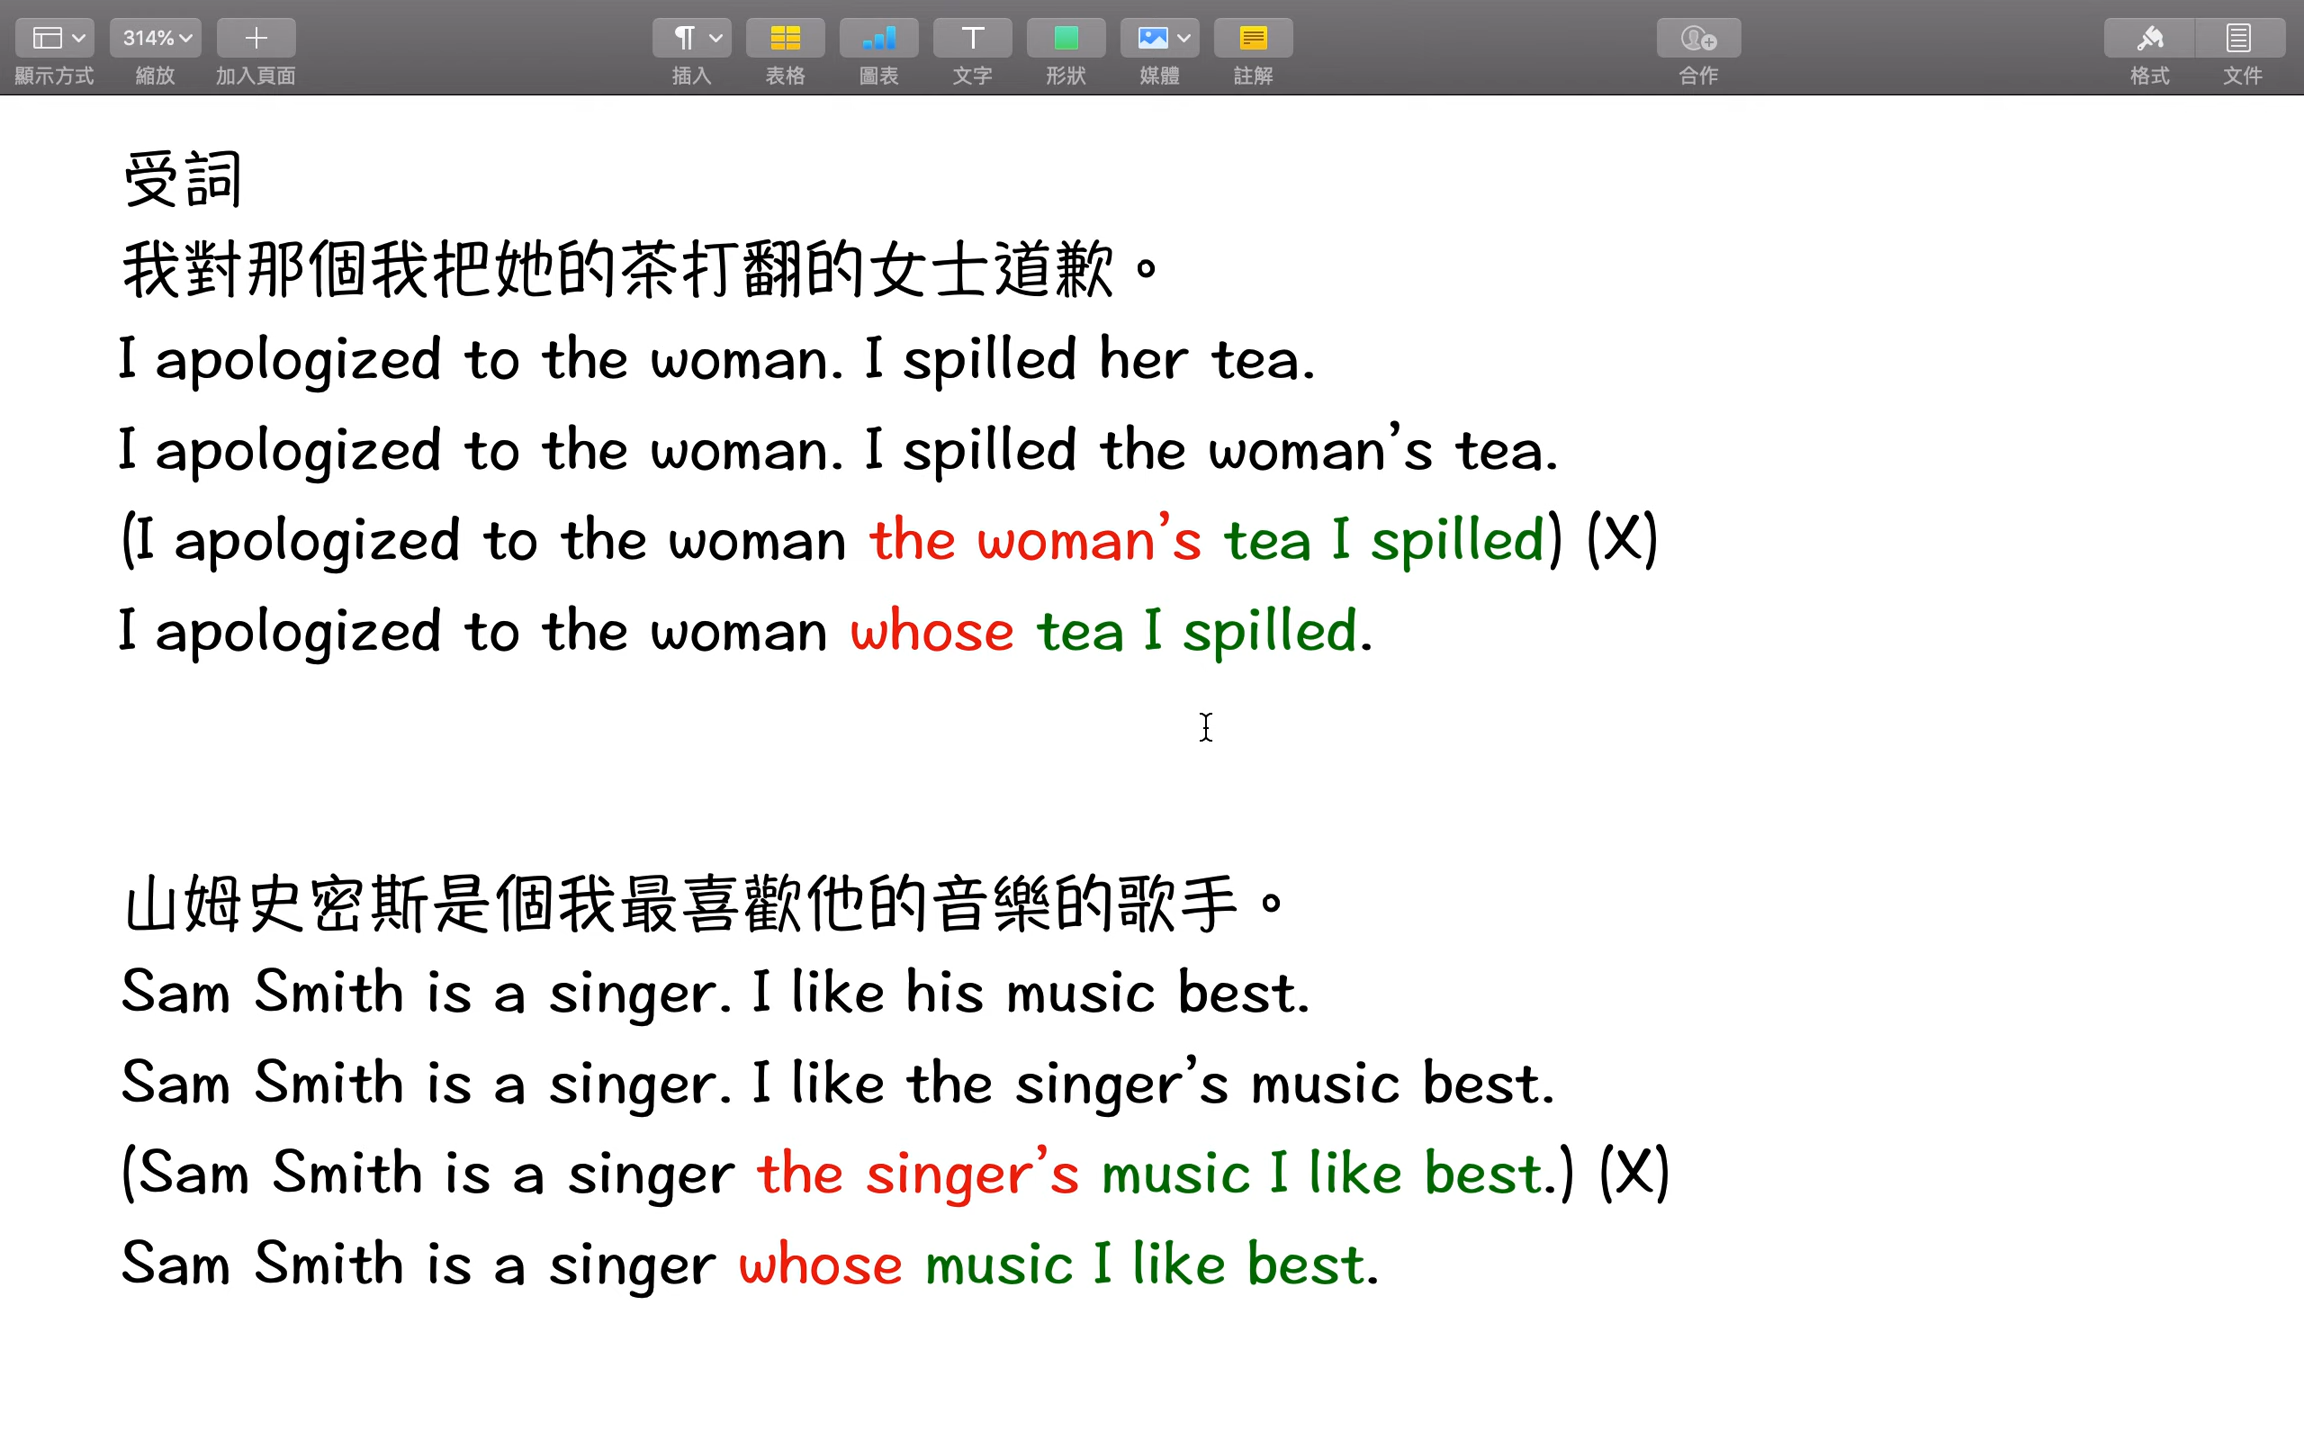 314%
顯示方式 縮放 加入頁面 插入 表格 圖表 文字 形狀 媒體 註解 合作 格式 文件
受詞
我對那個我把她的茶打翻的女士道歉。
I apologized to the woman. I spilled her tea.
I apologized to the woman. I spilled the woman’s tea.
(I apologized to the woman the woman’s tea I spilled) (X)
I apologized to the woman whose tea I spilled.
山姆史密斯是個我最喜歡他的音樂的歌手。
Sam Smith is a singer. I like his music best.
Sam Smith is a singer. I like the singer’s music best.
(Sam Smith is a singer the singer’s music I like best.) (X)
Sam Smith is a singer whose music I like best.